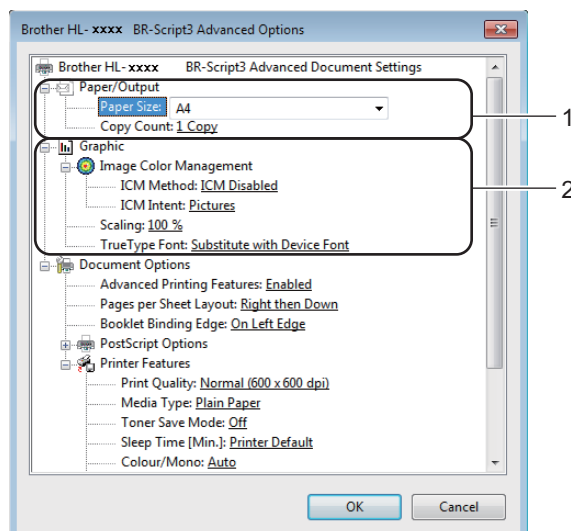 Brother HL- xxxx BR-Script3 Advanced Options
Brother HL- xxxx BR-Script3 Advanced Document Settings
Paper/Output
Paper Size: A4
Copy Count: 1 Copy
1
Graphic
Image Color Management
ICM Method: ICM Disabled
2
ICM Intent: Pictures
Scaling: 100 %
TrueType Font: Substitute with Device Font
Document Options
Advanced Printing Features: Enabled
Pages per Sheet Layout: Right then Down
Booklet Binding Edge: On Left Edge
PostScript Options
Printer Features
Print Quality: Normal (600 x 600 dpi)
Media Type: Plain Paper
Toner Save Mode: Off
Sleep Time [Min.]: Printer Default
Colour/Mono: Auto
OK
Cancel